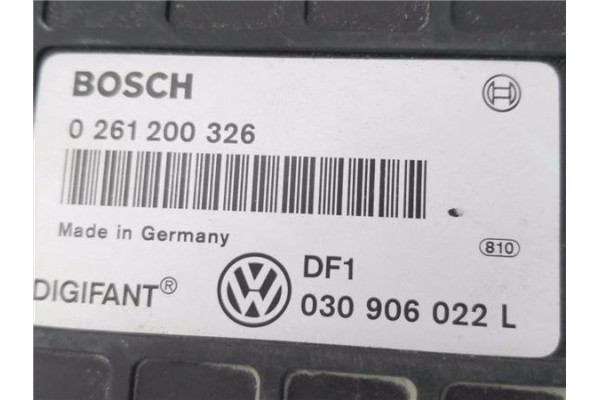 BOSCH
0 261 200 326
Made in Germany
810
DIGIFANT®
DF1
030 906 022 L